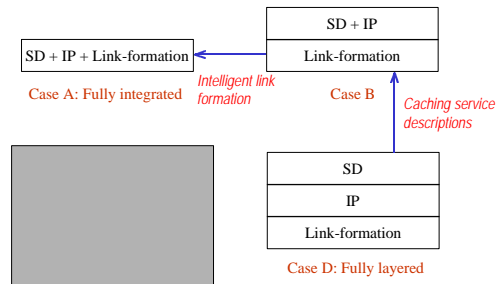 SD + IP
SD + IP + Link-formation
Link-formation
Intelligent link
formation
Case A: Fully integrated
Case B
Caching service
descriptions
SD
IP
Link-formation
Case D: Fully layered